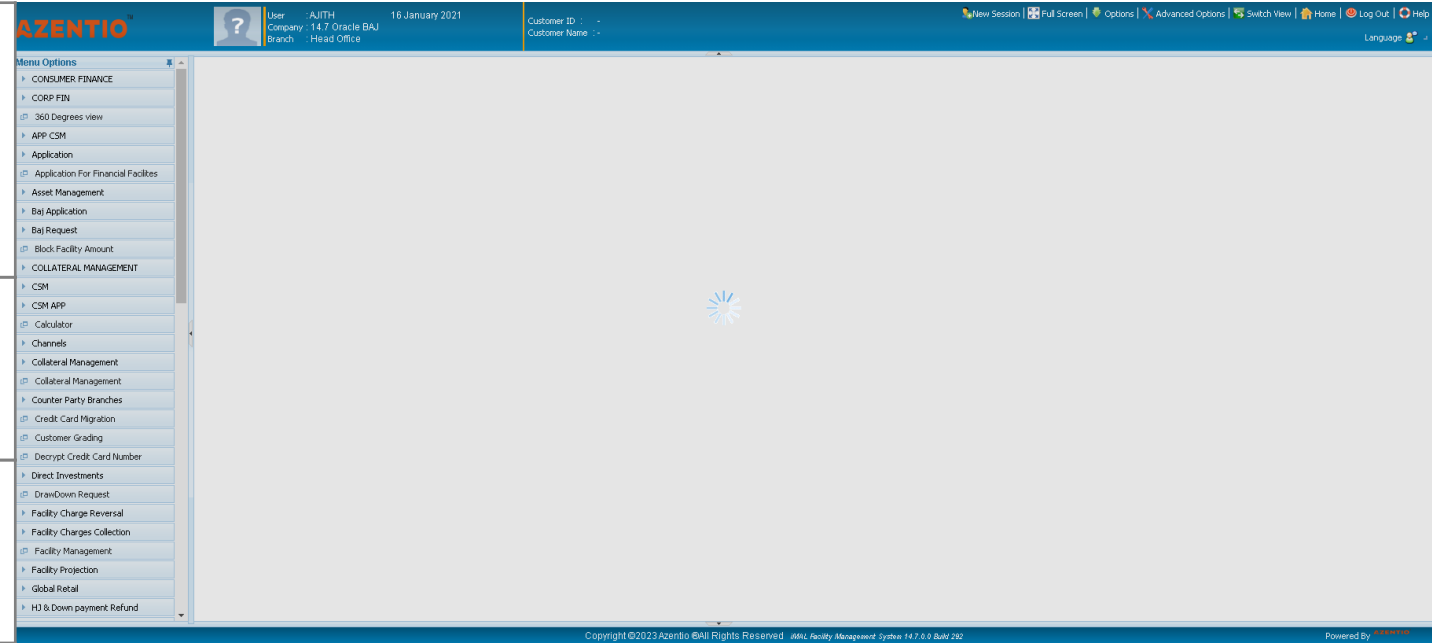 AZENTIO™
User : AJITH 16 January 2021
Company : 14.7 Oracle BAJ
Branch : Head Office
Customer ID : -
Customer Name : -
New Session | Full Screen | Options | Advanced Options | Switch View | Home | Log Out | Help
Language
Menu Options
CONSUMER FINANCE
CORP FIN
360 Degrees view
APP CSM
Application
Application For Financial Facilites
Asset Management
Baj Application
Baj Request
Block Facility Amount
COLLATERAL MANAGEMENT
CSM
CSM APP
Calculator
Channels
Collateral Management
Collateral Management
Counter Party Branches
Credit Card Migration
Customer Grading
Decrypt Credit Card Number
Direct Investments
DrawDown Request
Facility Charge Reversal
Facility Charges Collection
Facility Management
Facility Projection
Global Retail
HJ & Down payment Refund
Copyright ©2023 Azentio ®All Rights Reserved iMAL Facility Management System 14.7.0.0 Build 292
Powered By AZENTIO